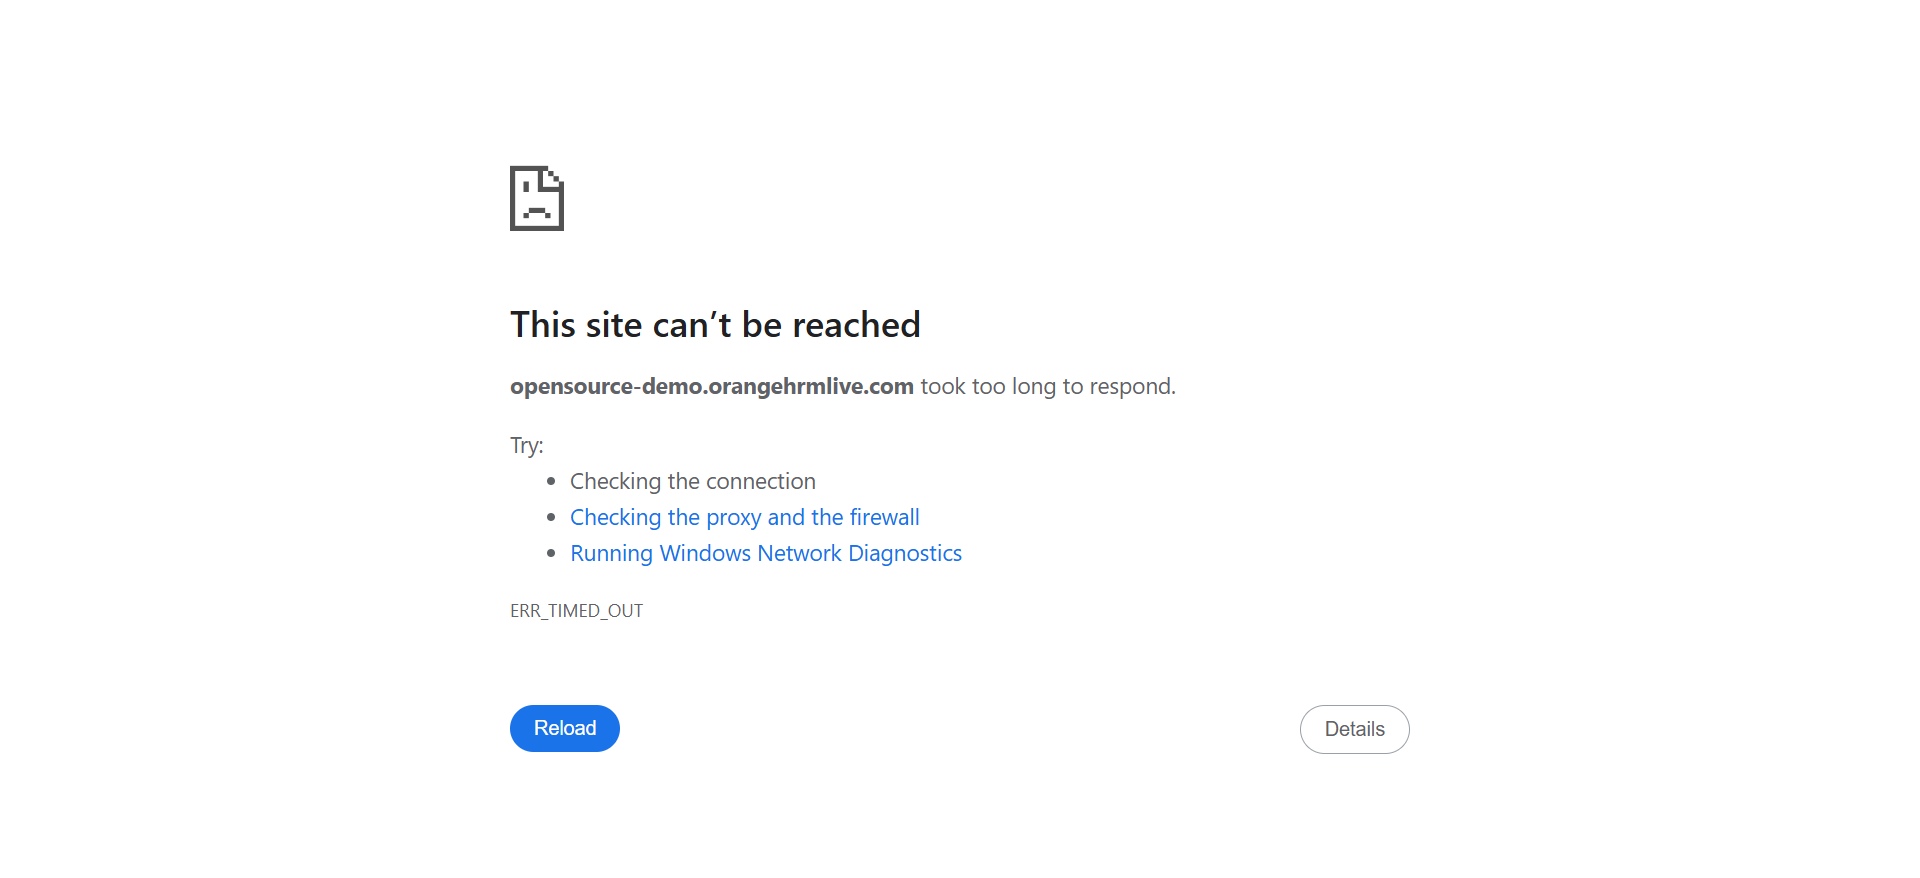 This site can’t be reached
opensource-demo.orangehrmlive.com took too long to respond.
Try:
Checking the connection
Checking the proxy and the firewall
Running Windows Network Diagnostics
ERR_TIMED_OUT
Reload
Details